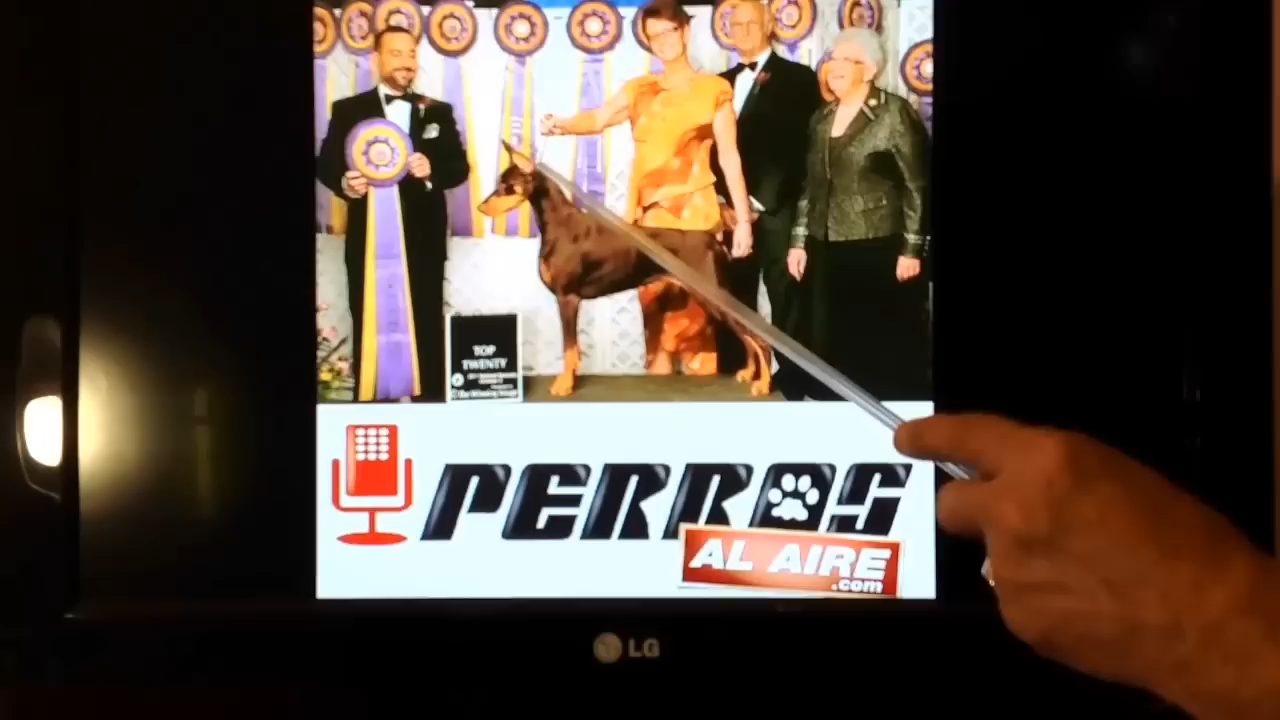 TOP
TWENTY
PERROS
AL AIRE
.com
LG